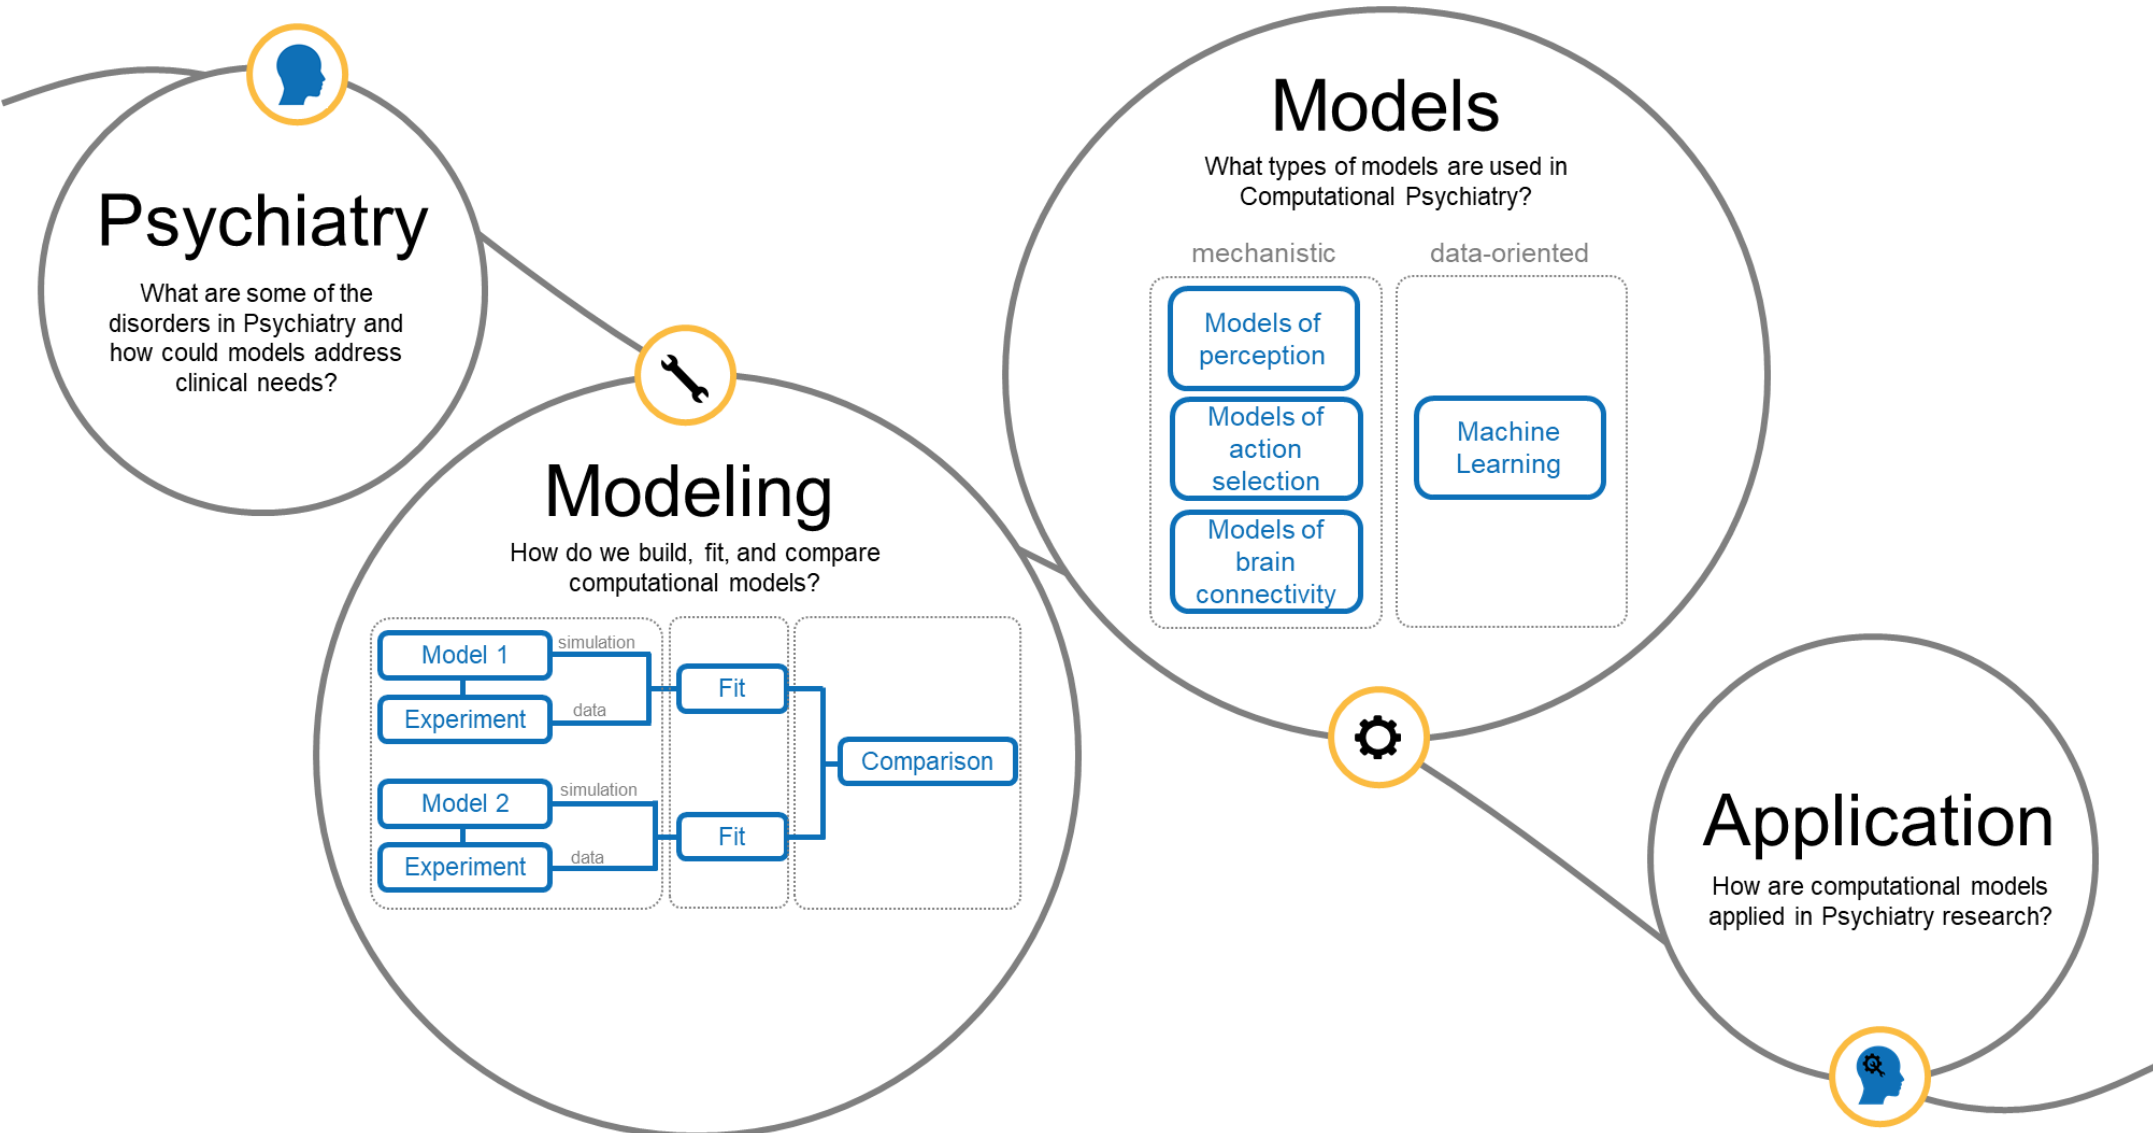 Psychiatry
What are some of the
disorders in Psychiatry and
how could models address
clinical needs?
Modeling
How do we build, fit, and compare
computational models?
Model 1
simulation
Experiment
data
Fit
Model 2
simulation
Experiment
data
Fit
Comparison
Models
What types of models are used in
Computational Psychiatry?
mechanistic
Models of
perception
Models of
action
selection
Models of
brain
connectivity
data-oriented
Machine
Learning
Application
How are computational models
applied in Psychiatry research?